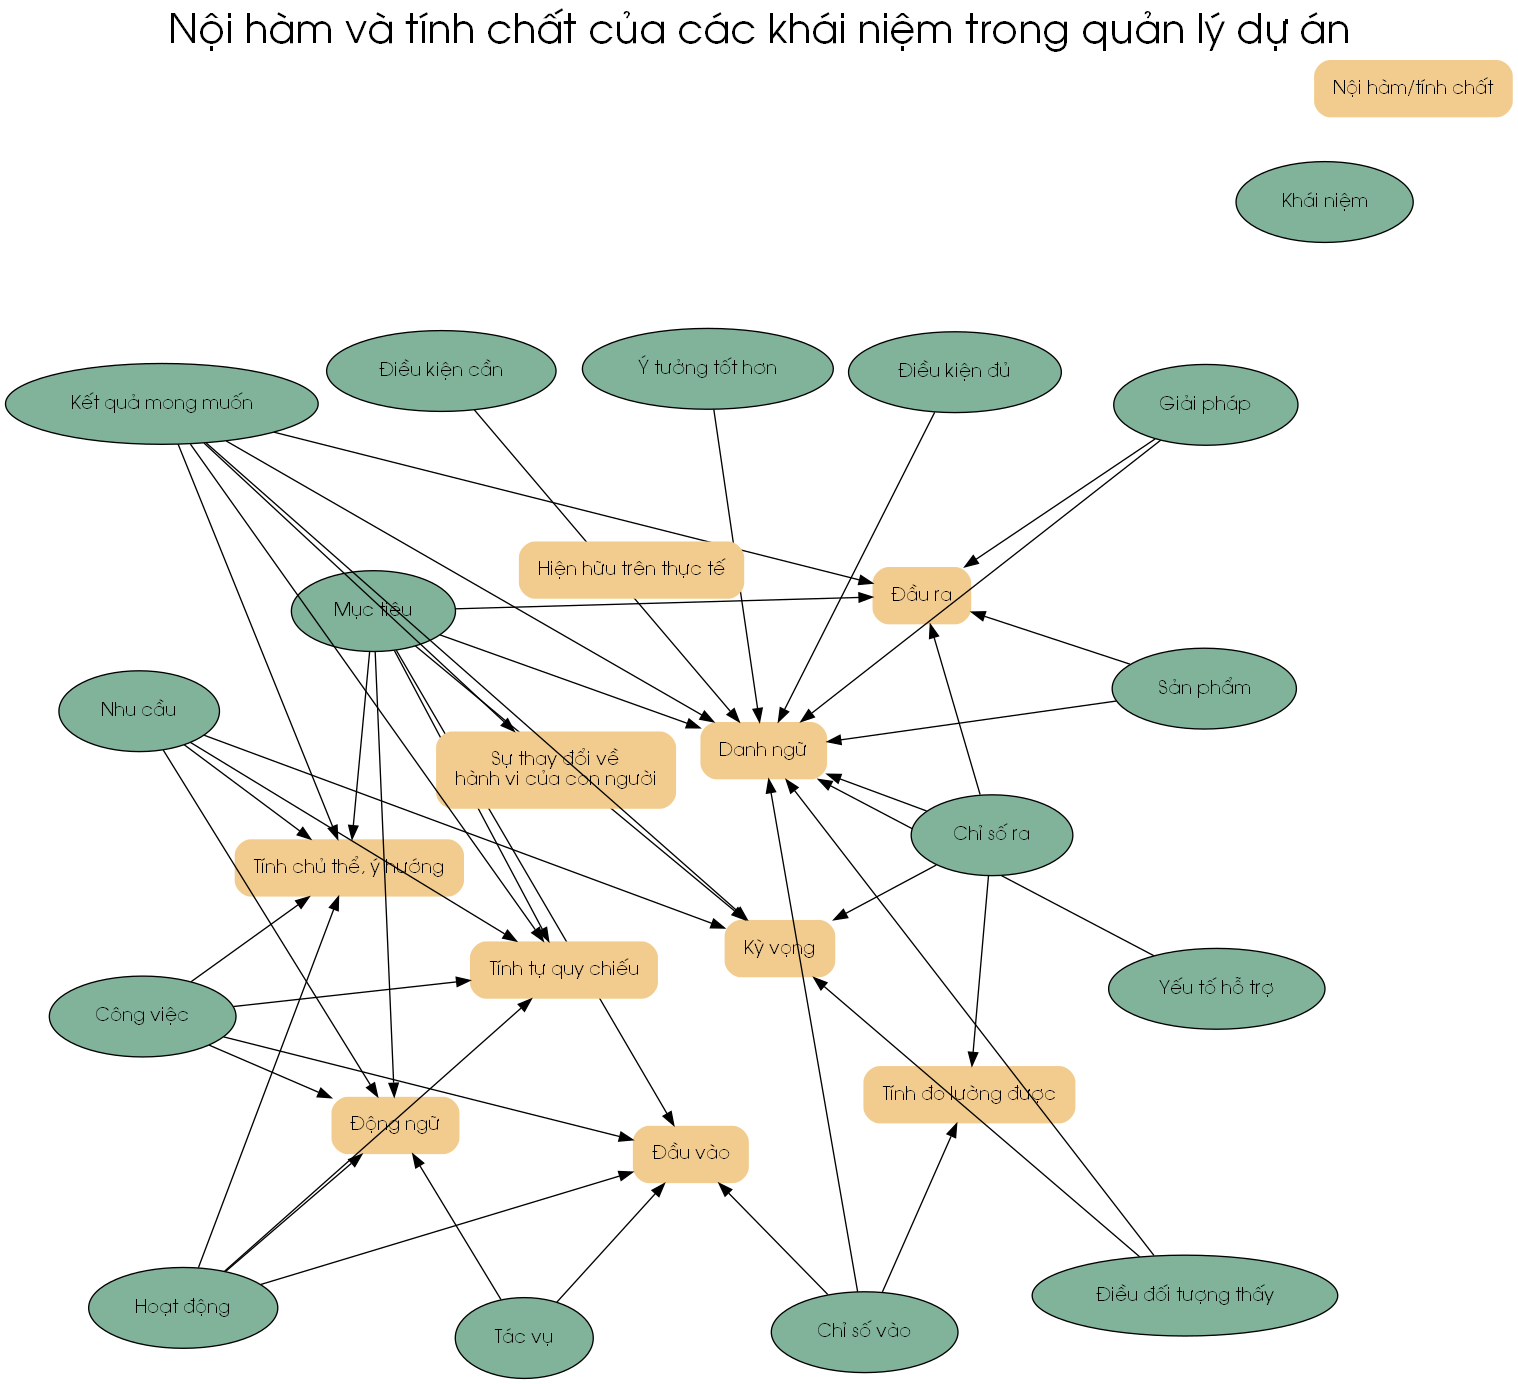 Nội hàm và tính chất của các khái niệm trong quản lý dự án
Nội hàm/tính chất
Khái niệm
Kết quả mong muốn
Điều kiện cần
Ý tưởng tốt hơn
Điều kiện đủ
Giải pháp
Hiện hữu trên thực tế
Đầu ra
Mục tiêu
Nhu cầu
Sản phẩm
Danh ngữ
Sự thay đổi về
hành vi của con người
Chỉ số ra
Tính chủ thể, ý hướng
Kỳ vọng
Tính tự quy chiếu
Yếu tố hỗ trợ
Công việc
Tính đo lường được
Động ngữ
Đầu vào
Điều đối tượng thấy
Hoạt động
Tác vụ
Chỉ số vào